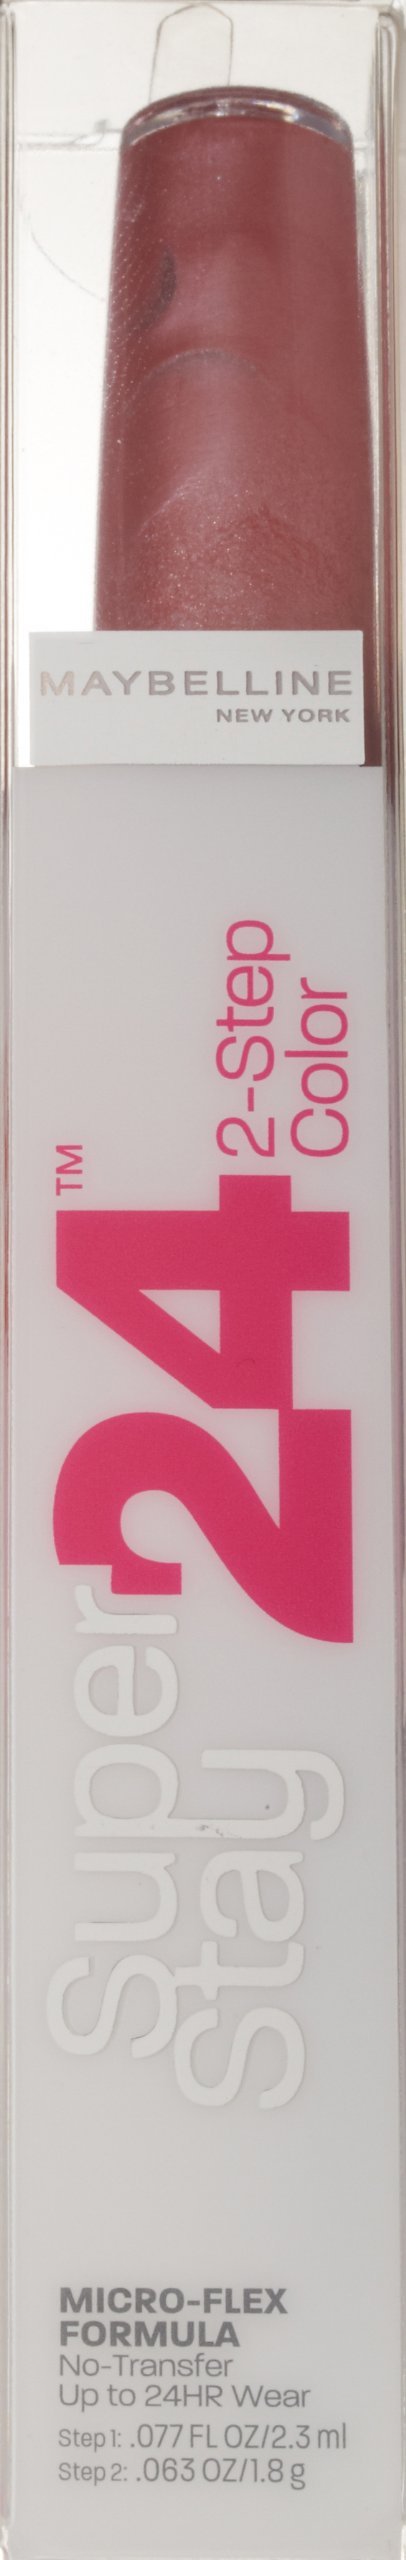 MAYBELLINE
NEW YORK
Super
Stay
24™
2-Step
Color
MICRO-FLEX
FORMULA
No-Transfer
Up to 24HR Wear
Step 1: .077 FL OZ/2.3 ml
Step 2: .063 OZ/1.8 g